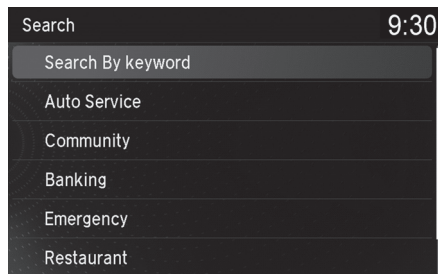 Search 9:30
Search By keyword
Auto Service
Community
Banking
Emergency
Restaurant